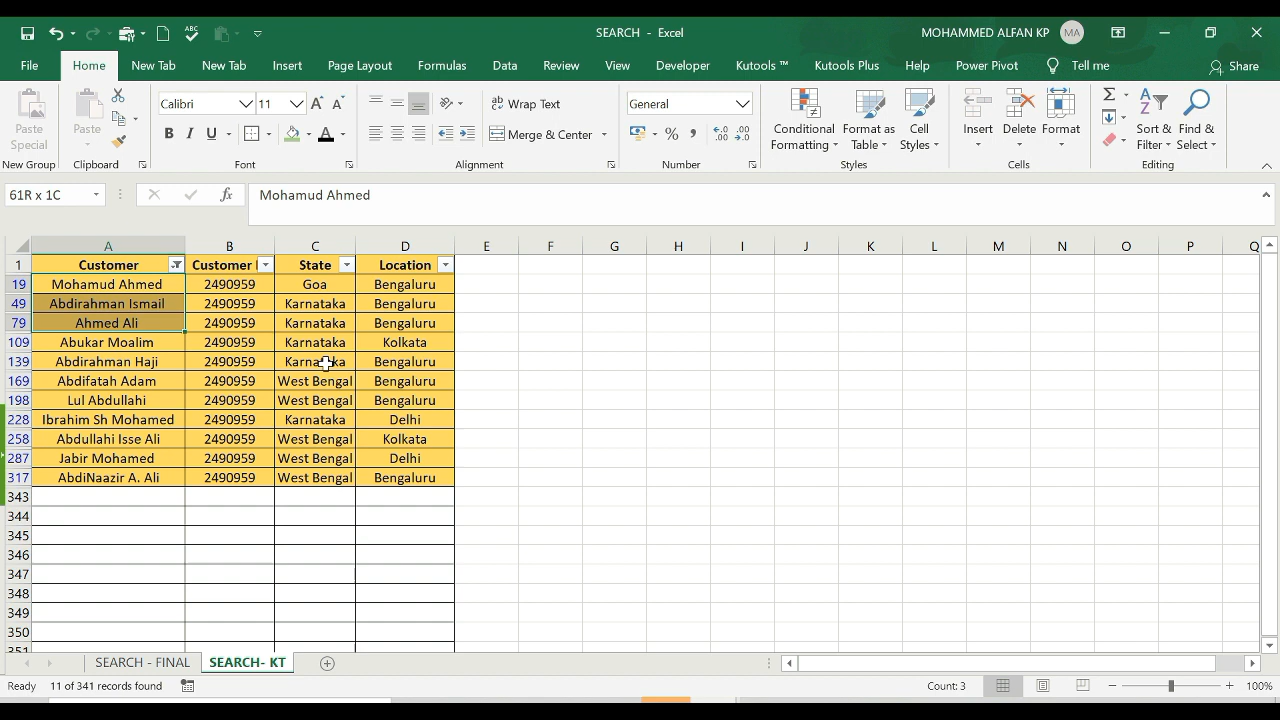 SEARCH - Excel
MOHAMMED ALFAN KP
MA
File Home New Tab New Tab Insert Page Layout Formulas Data Review View Developer Kutools ™ Kutools Plus Help Power Pivot Tell me Share
Paste Special
Paste
Calibri
Wrap Text
General
Merge & Center
Conditional Formatting
Format as Table
Cell Styles
Insert
Delete
Format
Sort & Filter
Find & Select
New Group Clipboard Font Alignment Number Styles Cells Editing
61R x 1C
fx
Mohamud Ahmed
A B C D E F G H I J K L M N O P Q
1 Customer Customer State Location
19 Mohamud Ahmed 2490959 Goa Bengaluru
49 Abdirahman Ismail 2490959 Karnataka Bengaluru
79 Ahmed Ali 2490959 Karnataka Bengaluru
109 Abukar Moalim 2490959 Karnataka Kolkata
139 Abdirahman Haji 2490959 Karnataka Bengaluru
169 Abdifatah Adam 2490959 West Bengal Bengaluru
198 Lul Abdullahi 2490959 West Bengal Bengaluru
228 Ibrahim Sh Mohamed 2490959 Karnataka Delhi
258 Abdullahi Isse Ali 2490959 West Bengal Kolkata
287 Jabir Mohamed 2490959 West Bengal Delhi
317 AbdiNaazir A. Ali 2490959 West Bengal Bengaluru
343
344
345
346
347
348
349
350
351
SEARCH - FINAL SEARCH- KT
Ready 11 of 341 records found Count: 3 100%